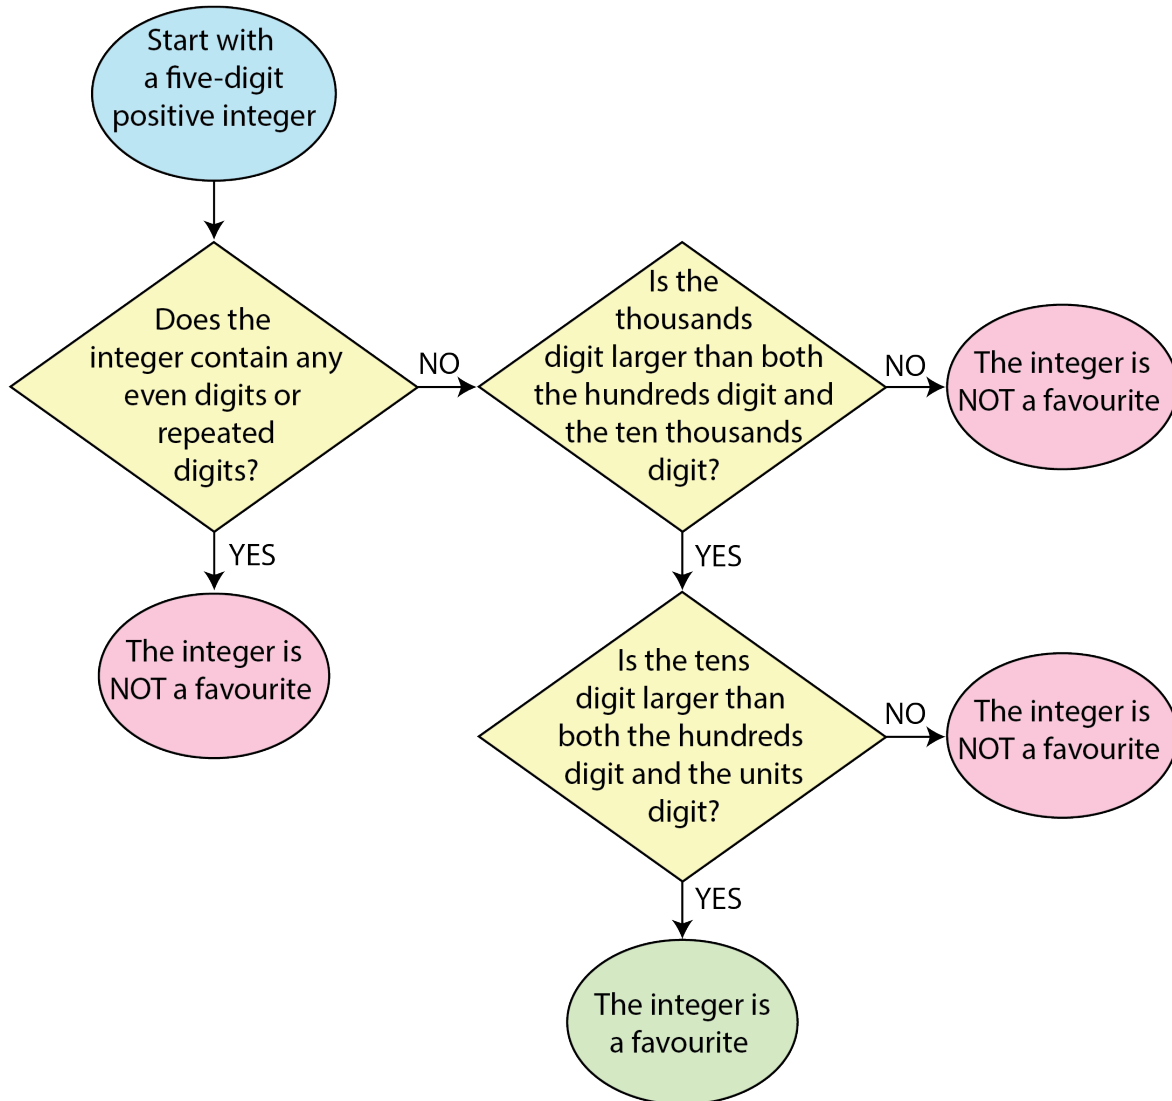 Start with
a five-digit
positive integer
Does the
integer contain any
even digits or
repeated
digits?
NO
YES
The integer is
NOT a favourite
Is the
thousands
digit larger than both
the hundreds digit and
the ten thousands
digit?
NO
The integer is
NOT a favourite
YES
Is the tens
digit larger than
both the hundreds
digit and the units
digit?
NO
The integer is
NOT a favourite
YES
The integer is
a favourite